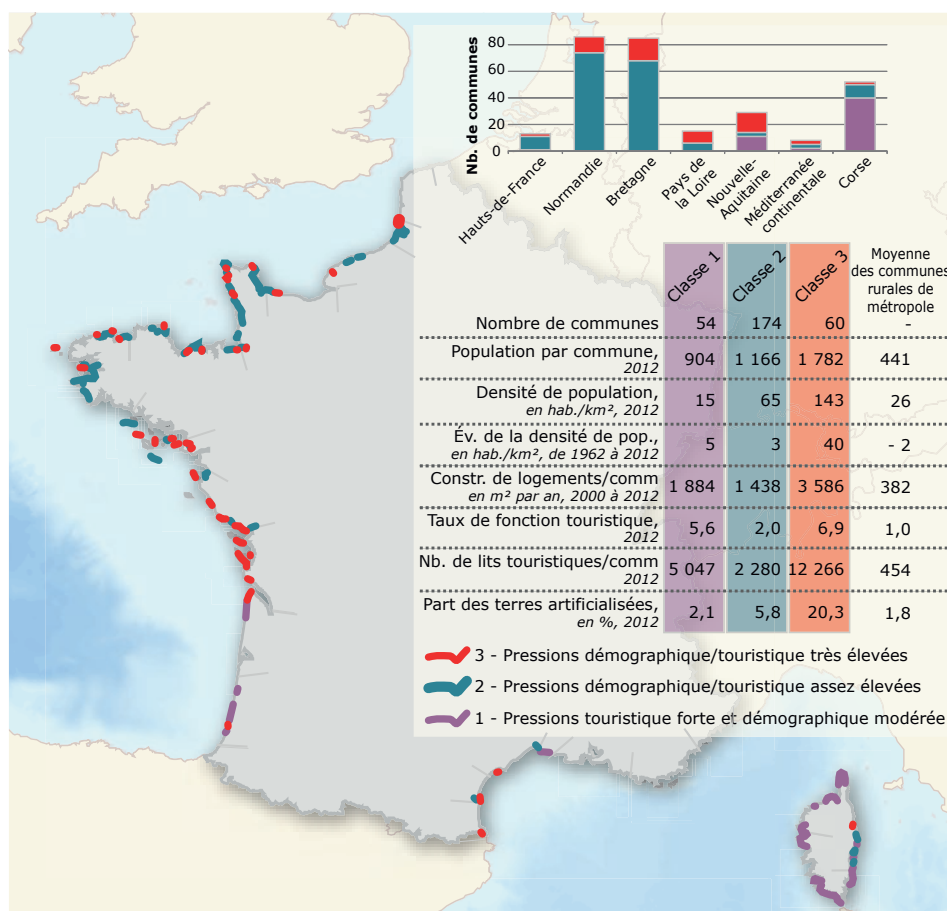 Nb. de communes
80
60
40
20
0
Hauts-de-France
Normandie
Bretagne
Pays de
la Loire
Nouvelle-
Aquitaine
Méditerranée
continentale
Corse
Classe 1
Classe 2
Classe 3
Moyenne
des communes
rurales de
métropole
Nombre de communes 54 174 60 -
Population par commune,
2012
904 1 166 1 782 441
Densité de population,
en hab./km², 2012
15 65 143 26
Év. de la densité de pop.,
en hab./km², de 1962 à 2012
5 3 40 - 2
Constr. de logements/comm
en m² par an, 2000 à 2012
1 884 1 438 3 586 382
Taux de fonction touristique,
2012
5,6 2,0 6,9 1,0
Nb. de lits touristiques/comm
2012
5 047 2 280 12 266 454
Part des terres artificialisées,
en %, 2012
2,1 5,8 20,3 1,8
3 - Pressions démographique/touristique très élevées
2 - Pressions démographique/touristique assez élevées
1 - Pressions touristique forte et démographique modérée